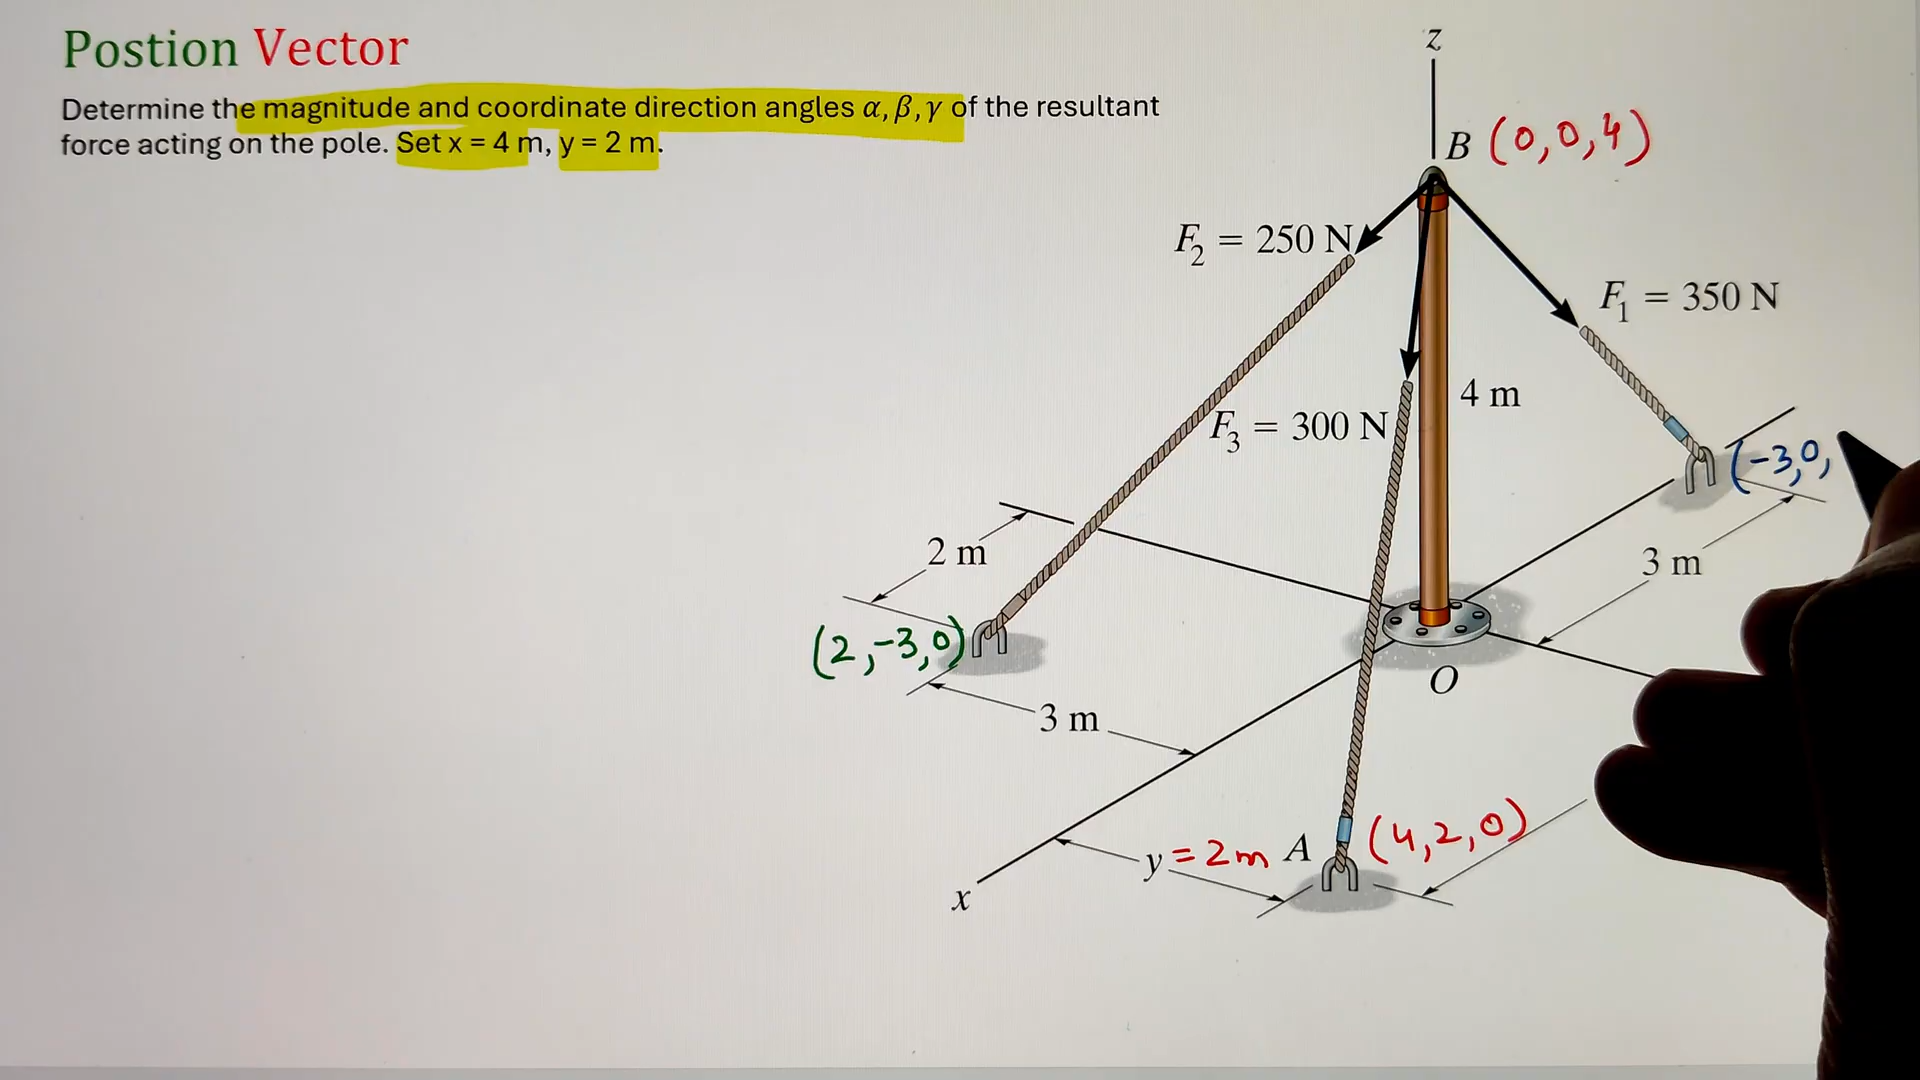 Postion Vector
Determine the magnitude and coordinate direction angles α, β, γ of the resultant
force acting on the pole. Set x = 4 m, y = 2 m.
z
B (0,0,4)
F₂ = 250 N
F₁ = 350 N
4 m
F₃ = 300 N
(-3,0,
2 m
3 m
(2,-3,0)
O
3 m
(4,2,0)
y = 2m A
x